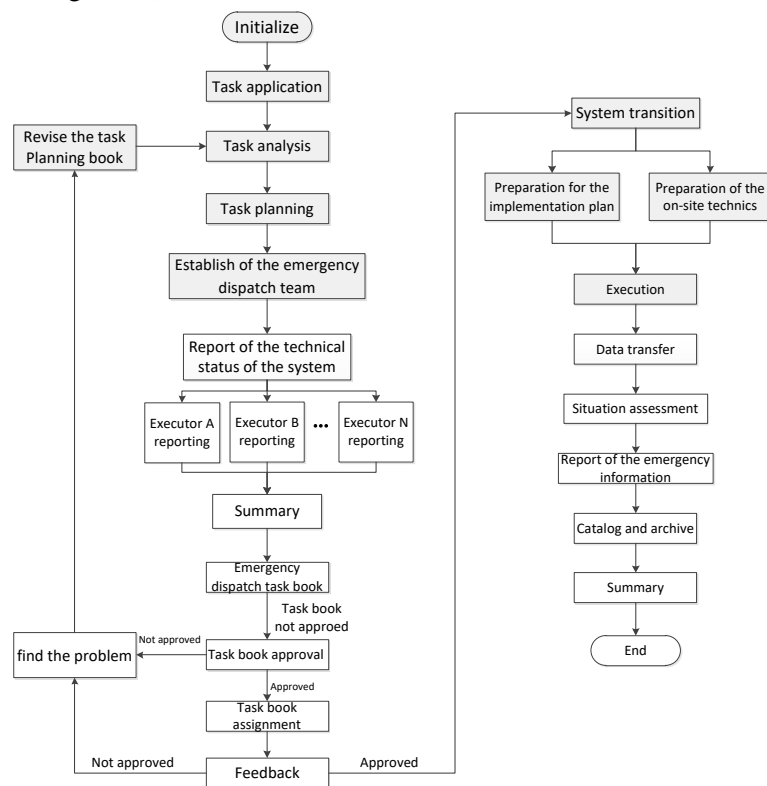 Initialize
Task application
Revise the task
Planning book
Task analysis
Task planning
Establish of the emergency
dispatch team
Report of the technical
status of the system
Executor A
reporting
Executor B
reporting
...
Executor N
reporting
Summary
Emergency
dispatch task book
Task book
not approed
Not approved
find the problem
Task book approval
Approved
Task book
assignment
Not approved
Feedback
Approved
System transition
Preparation for the
implementation plan
Preparation of the
on-site technics
Execution
Data transfer
Situation assessment
Report of the emergency
information
Catalog and archive
Summary
End